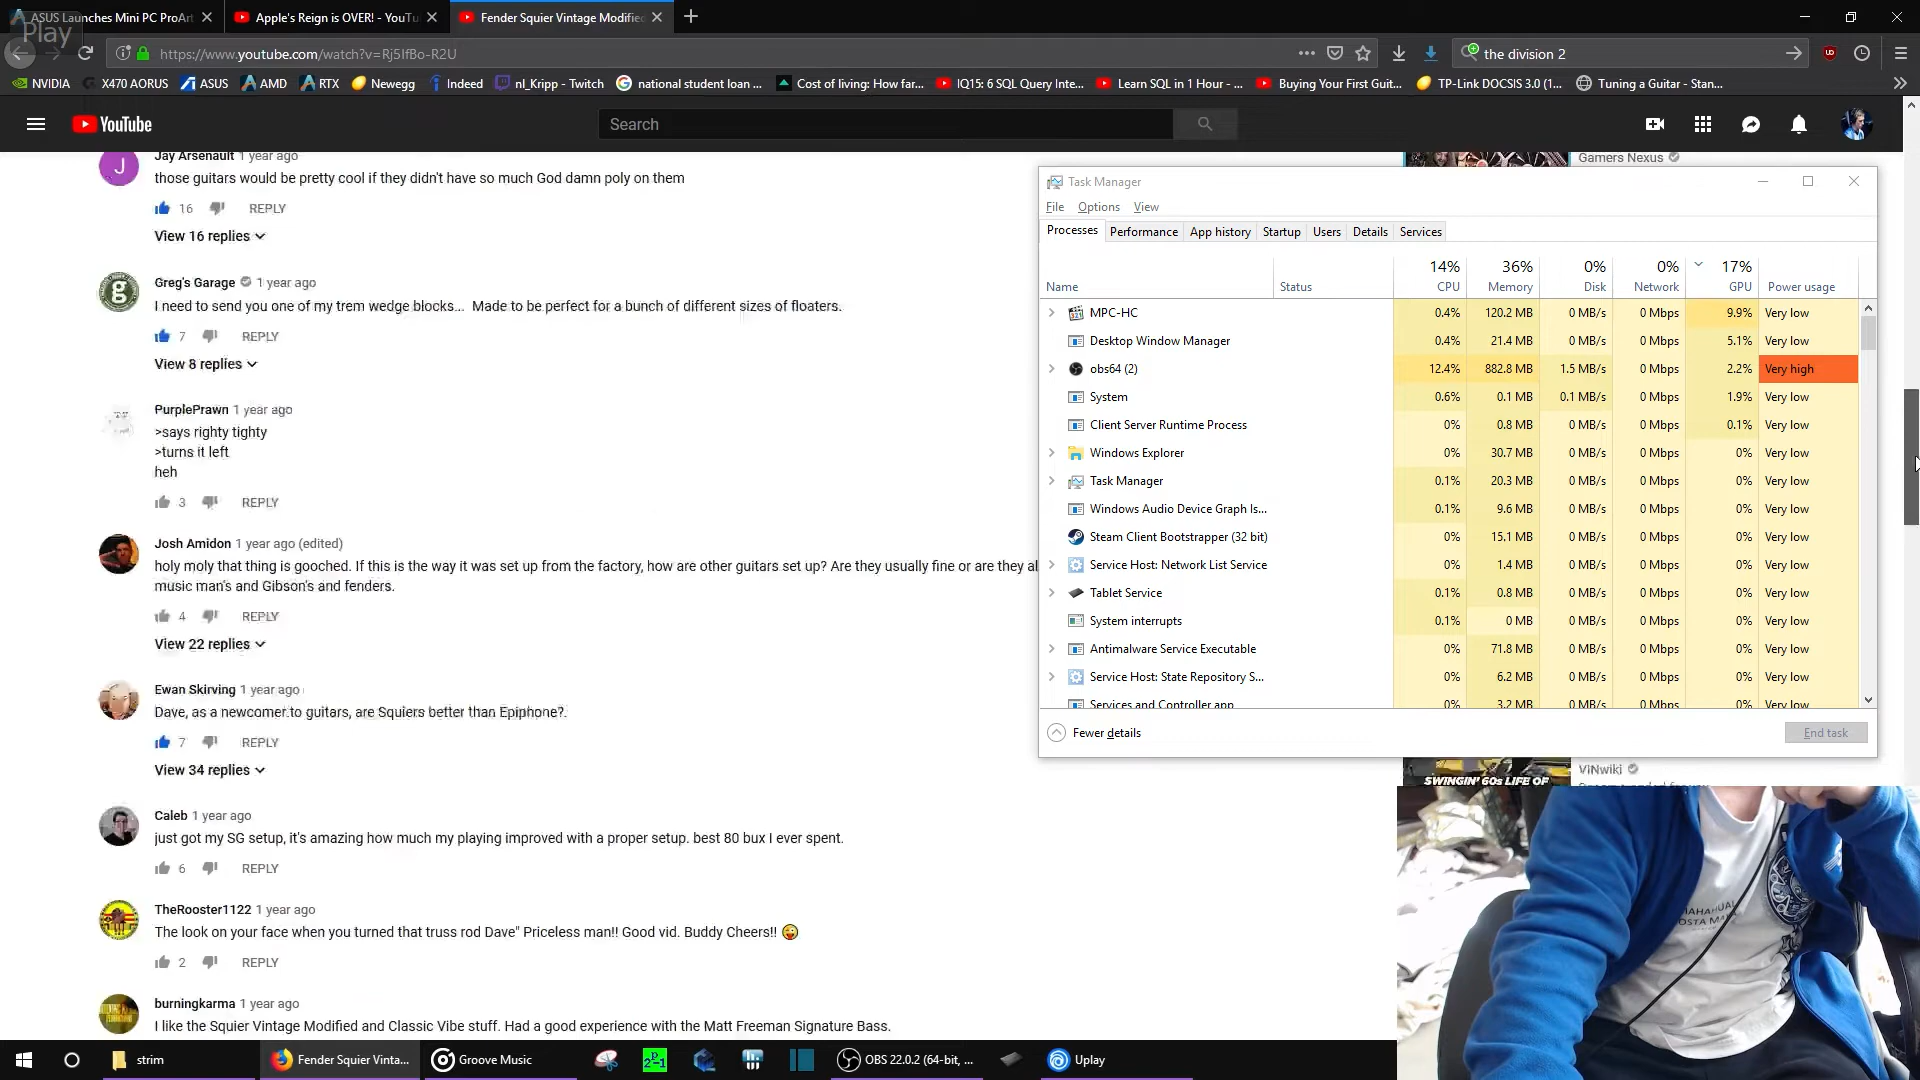 ASUS Launches Mini PC ProArt
Apple's Reign is OVER! - YouTu
Fender Squier Vintage Modified
Play
https://www.youtube.com/watch?v=Rj5IfBo-R2U
the division 2
NVIDIA
X470 AORUS
ASUS
AMD
RTX
Newegg
Indeed
nl_Kripp - Twitch
national student loan ...
Cost of living: How far...
IQ15: 6 SQL Query Inte...
Learn SQL in 1 Hour - ...
Buying Your First Guit...
TP-Link DOCSIS 3.0 (1...
Tuning a Guitar - Stan...
YouTube
Search
Jay Arsenault 1 year ago
those guitars would be pretty cool if they didn't have so much God damn poly on them
16 REPLY
View 16 replies
Greg's Garage 1 year ago
I need to send you one of my trem wedge blocks... Made to be perfect for a bunch of different sizes of floaters.
7 REPLY
View 8 replies
PurplePrawn 1 year ago
>says righty tighty
>turns it left
heh
3 REPLY
Josh Amidon 1 year ago (edited)
holy moly that thing is gooched. If this is the way it was set up from the factory, how are other guitars set up? Are they usually fine or are they al
music man's and Gibson's and fenders.
4 REPLY
View 22 replies
Ewan Skirving 1 year ago
Dave, as a newcomer to guitars, are Squiers better than Epiphone?.
7 REPLY
View 34 replies
Caleb 1 year ago
just got my SG setup, it's amazing how much my playing improved with a proper setup. best 80 bux I ever spent.
6 REPLY
TheRooster1122 1 year ago
The look on your face when you turned that truss rod Dave" Priceless man!! Good vid. Buddy Cheers!! 😜
2 REPLY
burningkarma 1 year ago
I like the Squier Vintage Modified and Classic Vibe stuff. Had a good experience with the Matt Freeman Signature Bass.
Gamers Nexus
Task Manager
File Options View
Processes Performance App history Startup Users Details Services
14% 36% 0% 0% 17%
Name Status CPU Memory Disk Network GPU Power usage
MPC-HC 0.4% 120.2 MB 0 MB/s 0 Mbps 9.9% Very low
Desktop Window Manager 0.4% 21.4 MB 0 MB/s 0 Mbps 5.1% Very low
obs64 (2) 12.4% 882.8 MB 1.5 MB/s 0 Mbps 2.2% Very high
System 0.6% 0.1 MB 0.1 MB/s 0 Mbps 1.9% Very low
Client Server Runtime Process 0% 0.8 MB 0 MB/s 0 Mbps 0.1% Very low
Windows Explorer 0% 30.7 MB 0 MB/s 0 Mbps 0% Very low
Task Manager 0.1% 20.3 MB 0 MB/s 0 Mbps 0% Very low
Windows Audio Device Graph Is... 0.1% 9.6 MB 0 MB/s 0 Mbps 0% Very low
Steam Client Bootstrapper (32 bit) 0% 15.1 MB 0 MB/s 0 Mbps 0% Very low
Service Host: Network List Service 0% 1.4 MB 0 MB/s 0 Mbps 0% Very low
Tablet Service 0.1% 0.8 MB 0 MB/s 0 Mbps 0% Very low
System interrupts 0.1% 0 MB 0 MB/s 0 Mbps 0% Very low
Antimalware Service Executable 0% 71.8 MB 0 MB/s 0 Mbps 0% Very low
Service Host: State Repository S... 0% 6.2 MB 0 MB/s 0 Mbps 0% Very low
Services and Controller app 0% 3.2 MB 0 MB/s 0 Mbps 0% Very low
Fewer details
End task
SWINGIN' 60s LIFE OF
ViNwiki
strim
Fender Squier Vinta...
Groove Music
OBS 22.0.2 (64-bit, ...
Uplay